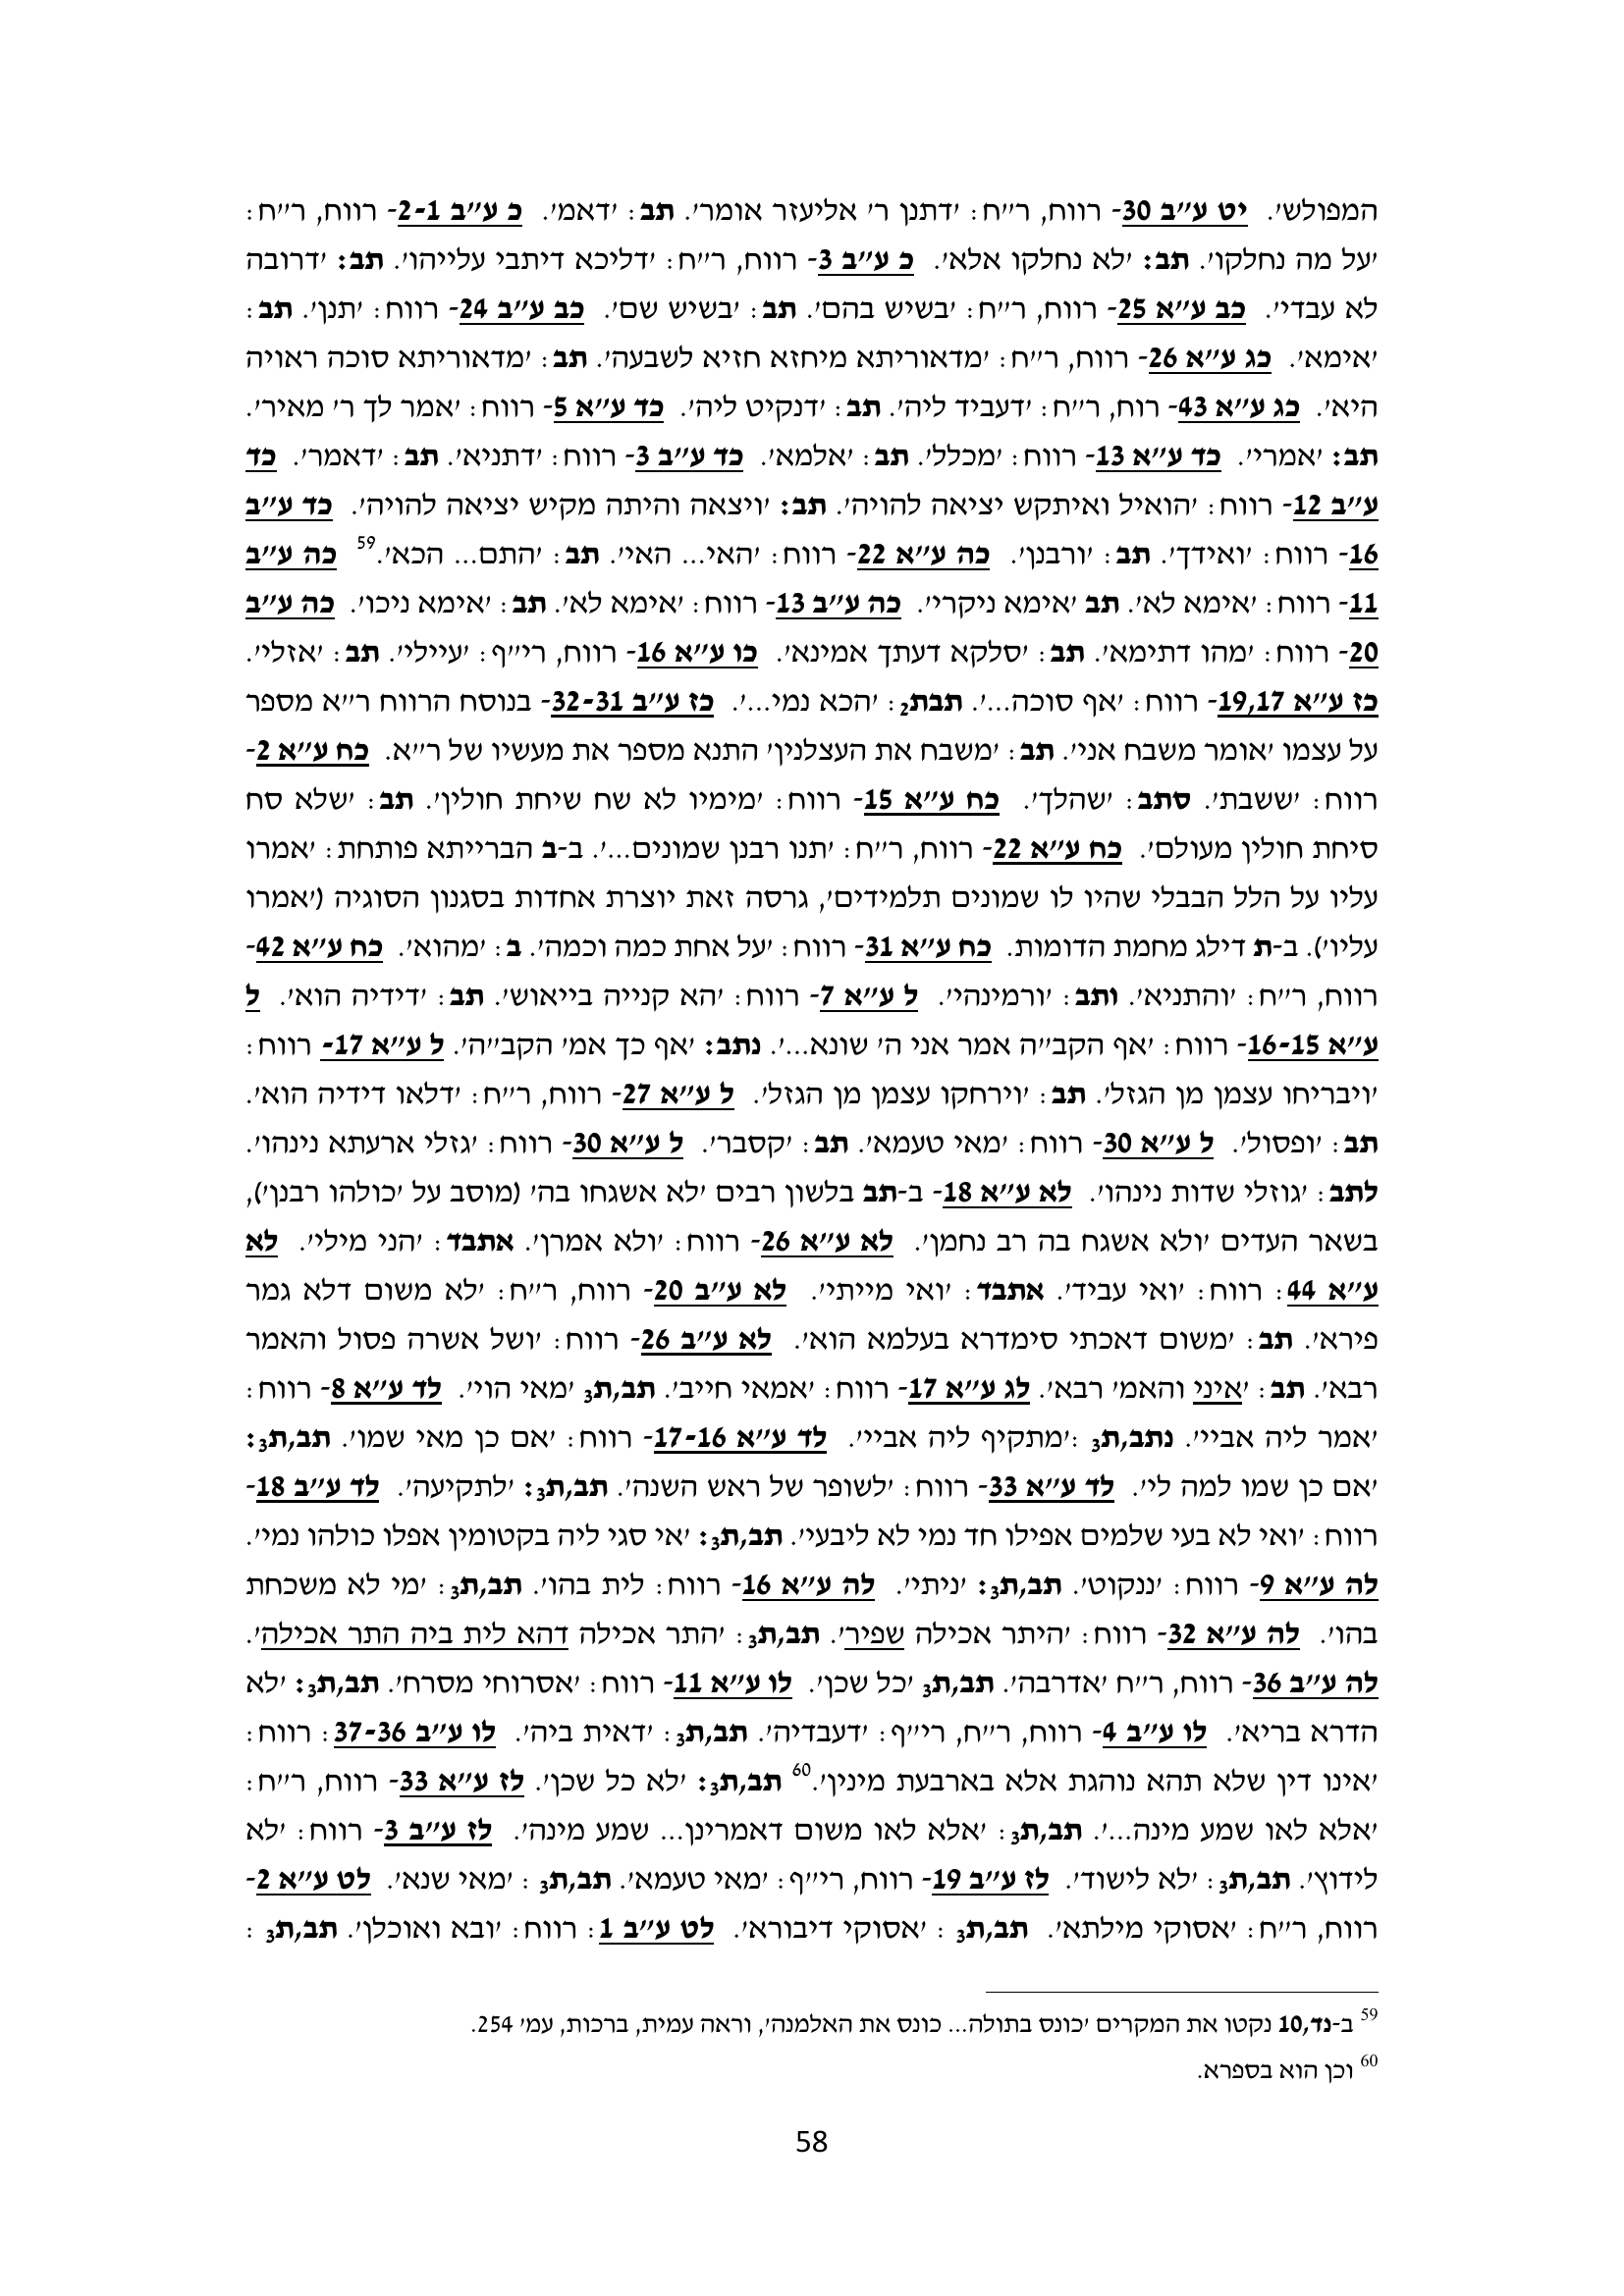 המפולש׳. יט ע״ב 30- רווח, ר״ח: ׳דתנן ר׳ אליעזר אומר׳. תב: ׳דאמ׳. כ ע״ב 2-1- רווח, ר״ח:
׳על מה נחלקו׳. תב: ׳לא נחלקו אלא׳. כ ע״ב 3- רווח, ר״ח: ׳דליכא דיתבי עלייהו׳. תב: ׳דרובה
לא עבדי׳. כב ע״א 25- רווח, ר״ח: ׳בשיש בהם׳. תב: ׳בשיש שם׳. כב ע״ב 24- רווח: ׳תנן׳. תב:
׳אימא׳. כג ע״א 26- רווח, ר״ח: ׳מדאוריתא מיחזא חזיא לשבעה׳. תב: ׳מדאוריתא סוכה ראויה
היא׳. כג ע״א 43- רוח, ר״ח: ׳דעביד ליה׳. תב: ׳דנקיט ליה׳. כד ע״א 5- רווח: ׳אמר לך ר׳ מאיר׳.
תב: ׳אמרי׳. כד ע״א 13- רווח: ׳מכלל׳. תב: ׳אלמא׳. כד ע״ב 3- רווח: ׳דתניא׳. תב: ׳דאמר׳. כד
ע״ב 12- רווח: ׳הואיל ואיתקש יציאה להויה׳. תב: ׳ויצאה והיתה מקיש יציאה להויה׳. כד ע״ב
16- רווח: ׳ואידך׳. תב: ׳ורבנן׳. כה ע״א 22- רווח: ׳האי... האי׳. תב: ׳התם... הכא׳.59 כה ע״ב
11- רווח: ׳אימא לא׳. תב ׳אימא ניקרי׳. כה ע״ב 13- רווח: ׳אימא לא׳. תב: ׳אימא ניכו׳. כה ע״ב
20- רווח: ׳מהו דתימא׳. תב: ׳סלקא דעתך אמינא׳. כו ע״א 16- רווח, רי״ף: ׳עיילי׳. תב: ׳אזלי׳.
כז ע״א 19,17- רווח: ׳אף סוכה...׳. תבת2: ׳הכא נמי...׳. כז ע״ב 32-31- בנוסח הרווח ר״א מספר
על עצמו ׳אומר משבח אני׳. תב: ׳משבח את העצלנין׳ התנא מספר את מעשיו של ר״א. כח ע״א 2-
רווח: ׳ששבת׳. סתב: ׳שהלך׳. כח ע״א 15- רווח: ׳מימיו לא שח שיחת חולין׳. תב: ׳שלא סח
סיחת חולין מעולם׳. כח ע״א 22- רווח, ר״ח: ׳תנו רבנן שמונים...׳. ב-ב הברייתא פותחת: ׳אמרו
עליו על הלל הבבלי שהיו לו שמונים תלמידים׳, גרסה זאת יוצרת אחדות בסגנון הסוגיה (׳אמרו
עליו׳). ב-ת דילג מחמת הדומות. כח ע״א 31- רווח: ׳על אחת כמה וכמה׳. ב: ׳מהוא׳. כח ע״א 42-
רווח, ר״ח: ׳והתניא׳. ותב: ׳ורמינהי׳. ל ע״א 7- רווח: ׳הא קנייה בייאוש׳. תב: ׳דידיה הוא׳. ל
ע״א 16-15- רווח: ׳אף הקב״ה אמר אני ה׳ שונא...׳. נתב: ׳אף כך אמ׳ הקב״ה׳. ל ע״א 17- רווח:
׳ויבריחו עצמן מן הגזל׳. תב: ׳וירחקו עצמן מן הגזל׳. ל ע״א 27- רווח, ר״ח: ׳דלאו דידיה הוא׳.
תב: ׳ופסול׳. ל ע״א 30- רווח: ׳מאי טעמא׳. תב: ׳קסבר׳. ל ע״א 30- רווח: ׳גזלי ארעתא נינהו׳.
לתב: ׳גוזלי שדות נינהו׳. לא ע״א 18- ב-תב בלשון רבים ׳לא אשגחו בה׳ (מוסב על ׳כולהו רבנן׳),
בשאר העדים ׳ולא אשגח בה רב נחמן׳. לא ע״א 26- רווח: ׳ולא אמרן׳. אתבד: ׳הני מילי׳. לא
ע״א 44: רווח: ׳ואי עביד׳. אתבד: ׳ואי מייתי׳. לא ע״ב 20- רווח, ר״ח: ׳לא משום דלא גמר
פירא׳. תב: ׳משום דאכתי סימדרא בעלמא הוא׳. לא ע״ב 26- רווח: ׳ושל אשרה פסול והאמר
רבא׳. תב: ׳איני והאמ׳ רבא׳. לג ע״א 17- רווח: ׳אמאי חייב׳. תב,ת3 ׳מאי הוי׳. לד ע״א 8- רווח:
׳אמר ליה אביי׳. נתב,ת3 :׳מתקיף ליה אביי׳. לד ע״א 17-16- רווח: ׳אם כן מאי שמו׳. תב,ת3:
׳אם כן שמו למה לי׳. לד ע״א 33- רווח: ׳לשופר של ראש השנה׳. תב,ת3: ׳לתקיעה׳. לד ע״ב 18-
רווח: ׳ואי לא בעי שלמים אפילו חד נמי לא ליבעי׳. תב,ת3: ׳אי סגי ליה בקטומין אפלו כולהו נמי׳.
לה ע״א 9- רווח: ׳ננקוט׳. תב,ת3: ׳ניתי׳. לה ע״א 16- רווח: לית בהו׳. תב,ת3: ׳מי לא משכחת
בהו׳. לה ע״א 32- רווח: ׳היתר אכילה שפיר׳. תב,ת3: ׳התר אכילה דהא לית ביה התר אכילה׳.
לה ע״ב 36- רווח, ר״ח ׳אדרבה׳. תב,ת3 ׳כל שכן׳. לו ע״א 11- רווח: ׳אסרוחי מסרח׳. תב,ת3: ׳לא
הדרא בריא׳. לו ע״ב 4- רווח, ר״ח, רי״ף: ׳דעבדיה׳. תב,ת3: ׳דאית ביה׳. לו ע״ב 37-36: רווח:
׳אינו דין שלא תהא נוהגת אלא בארבעת מינין׳.60 תב,ת3: ׳לא כל שכן׳. לז ע״א 33- רווח, ר״ח:
׳אלא לאו שמע מינה...׳. תב,ת3: ׳אלא לאו משום דאמרינן... שמע מינה׳. לז ע״ב 3- רווח: ׳לא
לידוץ׳. תב,ת3: ׳לא לישוד׳. לז ע״ב 19- רווח, רי״ף: ׳מאי טעמא׳. תב,ת3 : ׳מאי שנא׳. לט ע״א 2-
רווח, ר״ח: ׳אסוקי מילתא׳. תב,ת3 : ׳אסוקי דיבורא׳. לט ע״ב 1: רווח: ׳ובא ואוכלן׳. תב,ת3 :
59 ב-נד,10 נקטו את המקרים ׳כונס בתולה... כונס את האלמנה׳, וראה עמית, ברכות, עמ׳ 254.
60 וכן הוא בספרא.
58